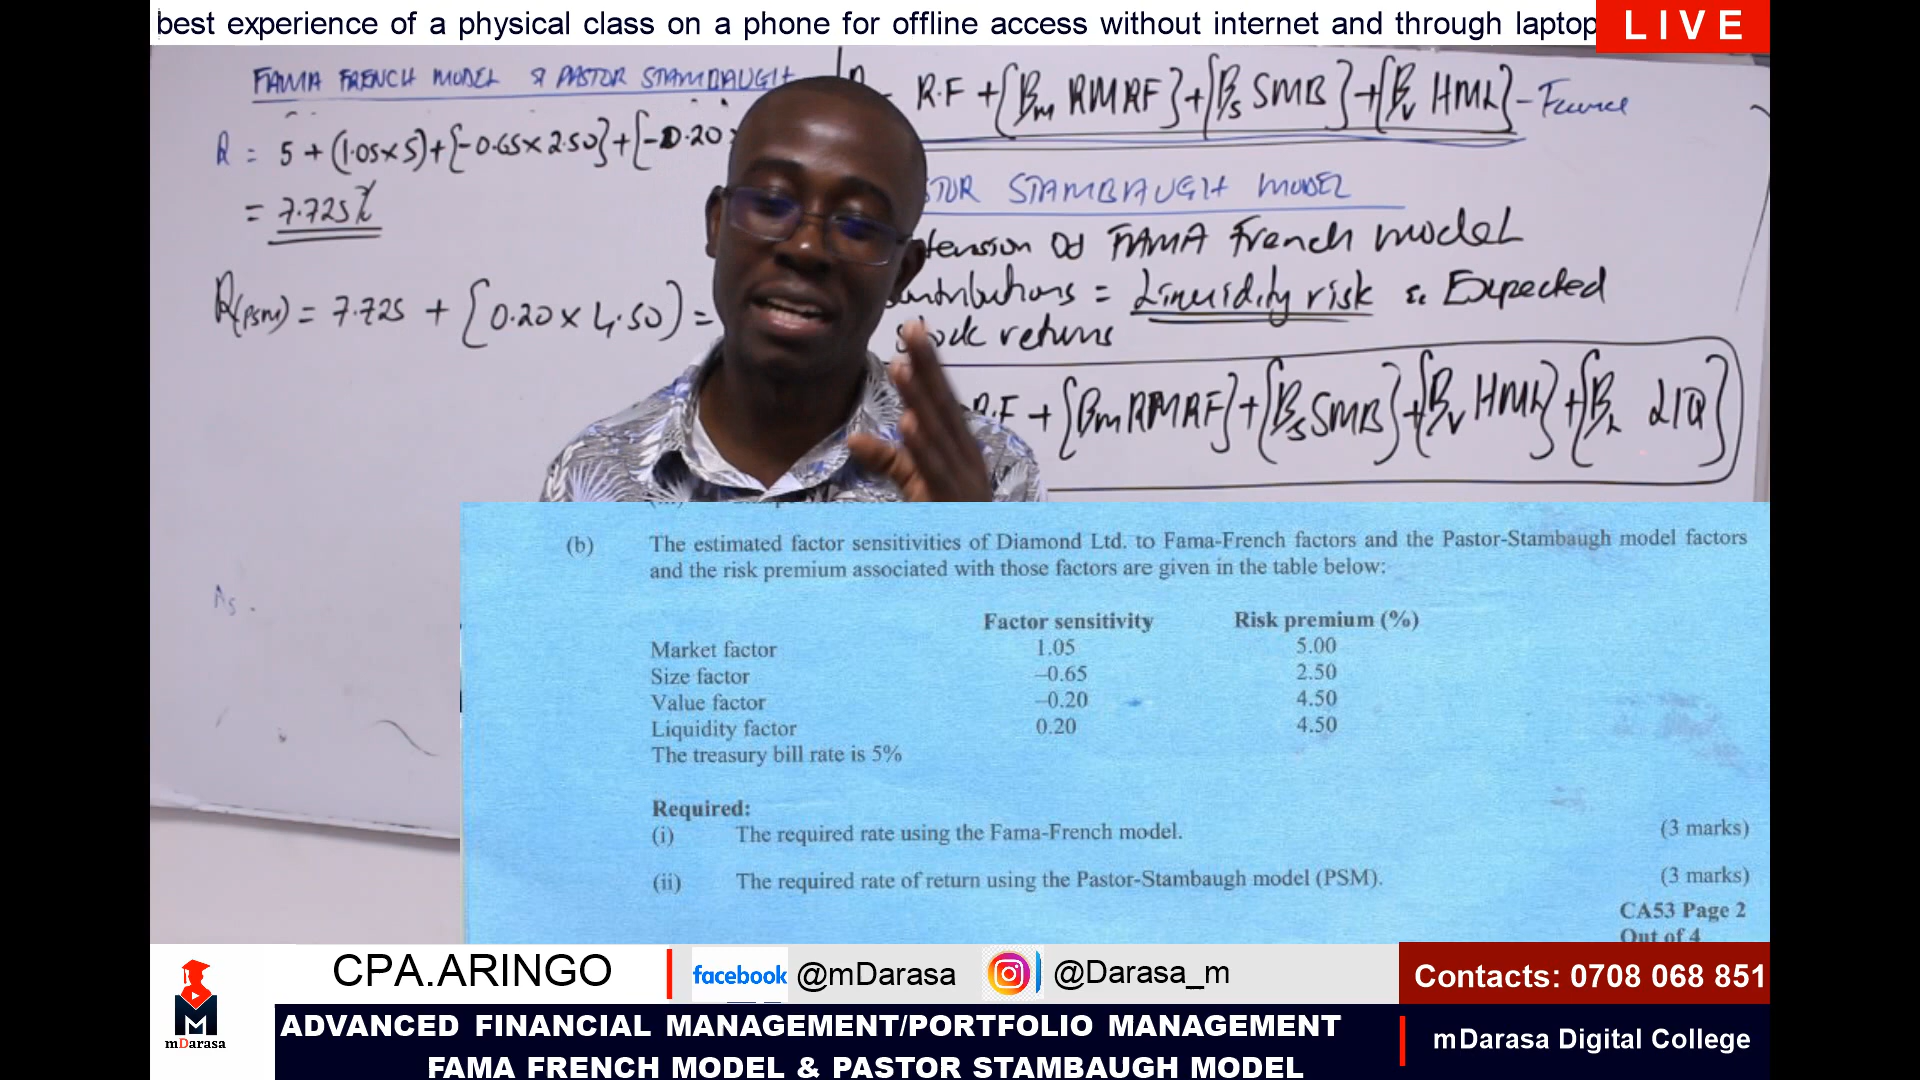 best experience of a physical class on a phone for offline access without internet and through laptop
LIVE
FAMA FRENCH MODEL & PASTOR STAMBAUGH
R = 5 + (1.05 x 5) + {-0.65 x 2.50} + {-0.20
= 7.725%
R(PSM) = 7.725 + {0.20 x 4.50} =
R.F + {Bm RMRF} + {Bs SMB} + {Bv HML} -
STAMBAUGH MODEL
FAMA French model
= Liquidity risk & Expected
stock returns
R.F + {Bm RMRF} + {Bs SMB} + {Bv HML} + {BL LIQ}
(b) The estimated factor sensitivities of Diamond Ltd. to Fama-French factors and the Pastor-Stambaugh model factors
and the risk premium associated with those factors are given in the table below:
Factor sensitivity Risk premium (%)
Market factor 1.05 5.00
Size factor –0.65 2.50
Value factor –0.20 4.50
Liquidity factor 0.20 4.50
The treasury bill rate is 5%
Required:
(i) The required rate using the Fama-French model. (3 marks)
(ii) The required rate of return using the Pastor-Stambaugh model (PSM). (3 marks)
CA53 Page 2
Out of 4
CPA.ARINGO
facebook @mDarasa
@Darasa_m
Contacts: 0708 068 851
mDarasa
ADVANCED FINANCIAL MANAGEMENT/PORTFOLIO MANAGEMENT
FAMA FRENCH MODEL & PASTOR STAMBAUGH MODEL
mDarasa Digital College